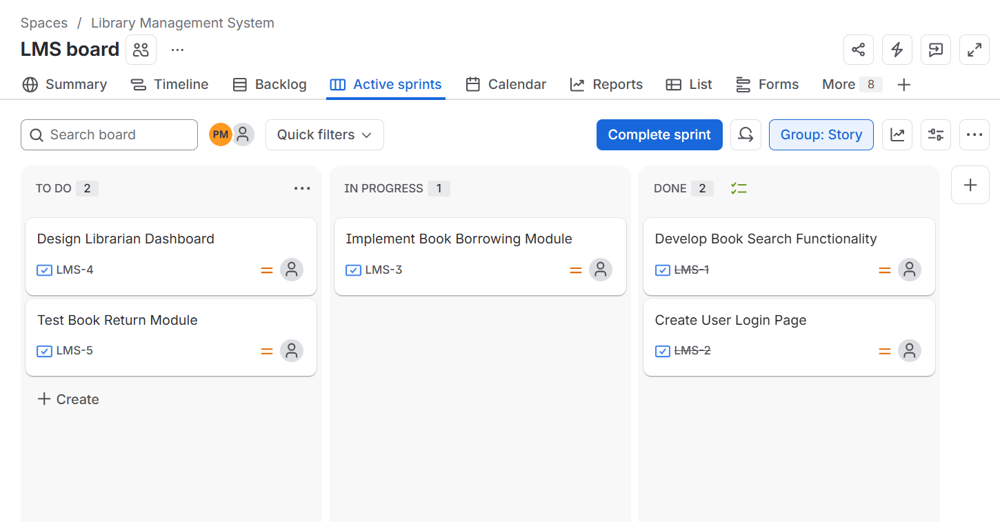 Spaces / Library Management System
LMS board
Summary Timeline Backlog Active sprints Calendar Reports List Forms More 8
Search board PM Quick filters Complete sprint Group: Story
TO DO 2
Design Librarian Dashboard
LMS-4
Test Book Return Module
LMS-5
Create
IN PROGRESS 1
Implement Book Borrowing Module
LMS-3
DONE 2
Develop Book Search Functionality
LMS-1
Create User Login Page
LMS-2